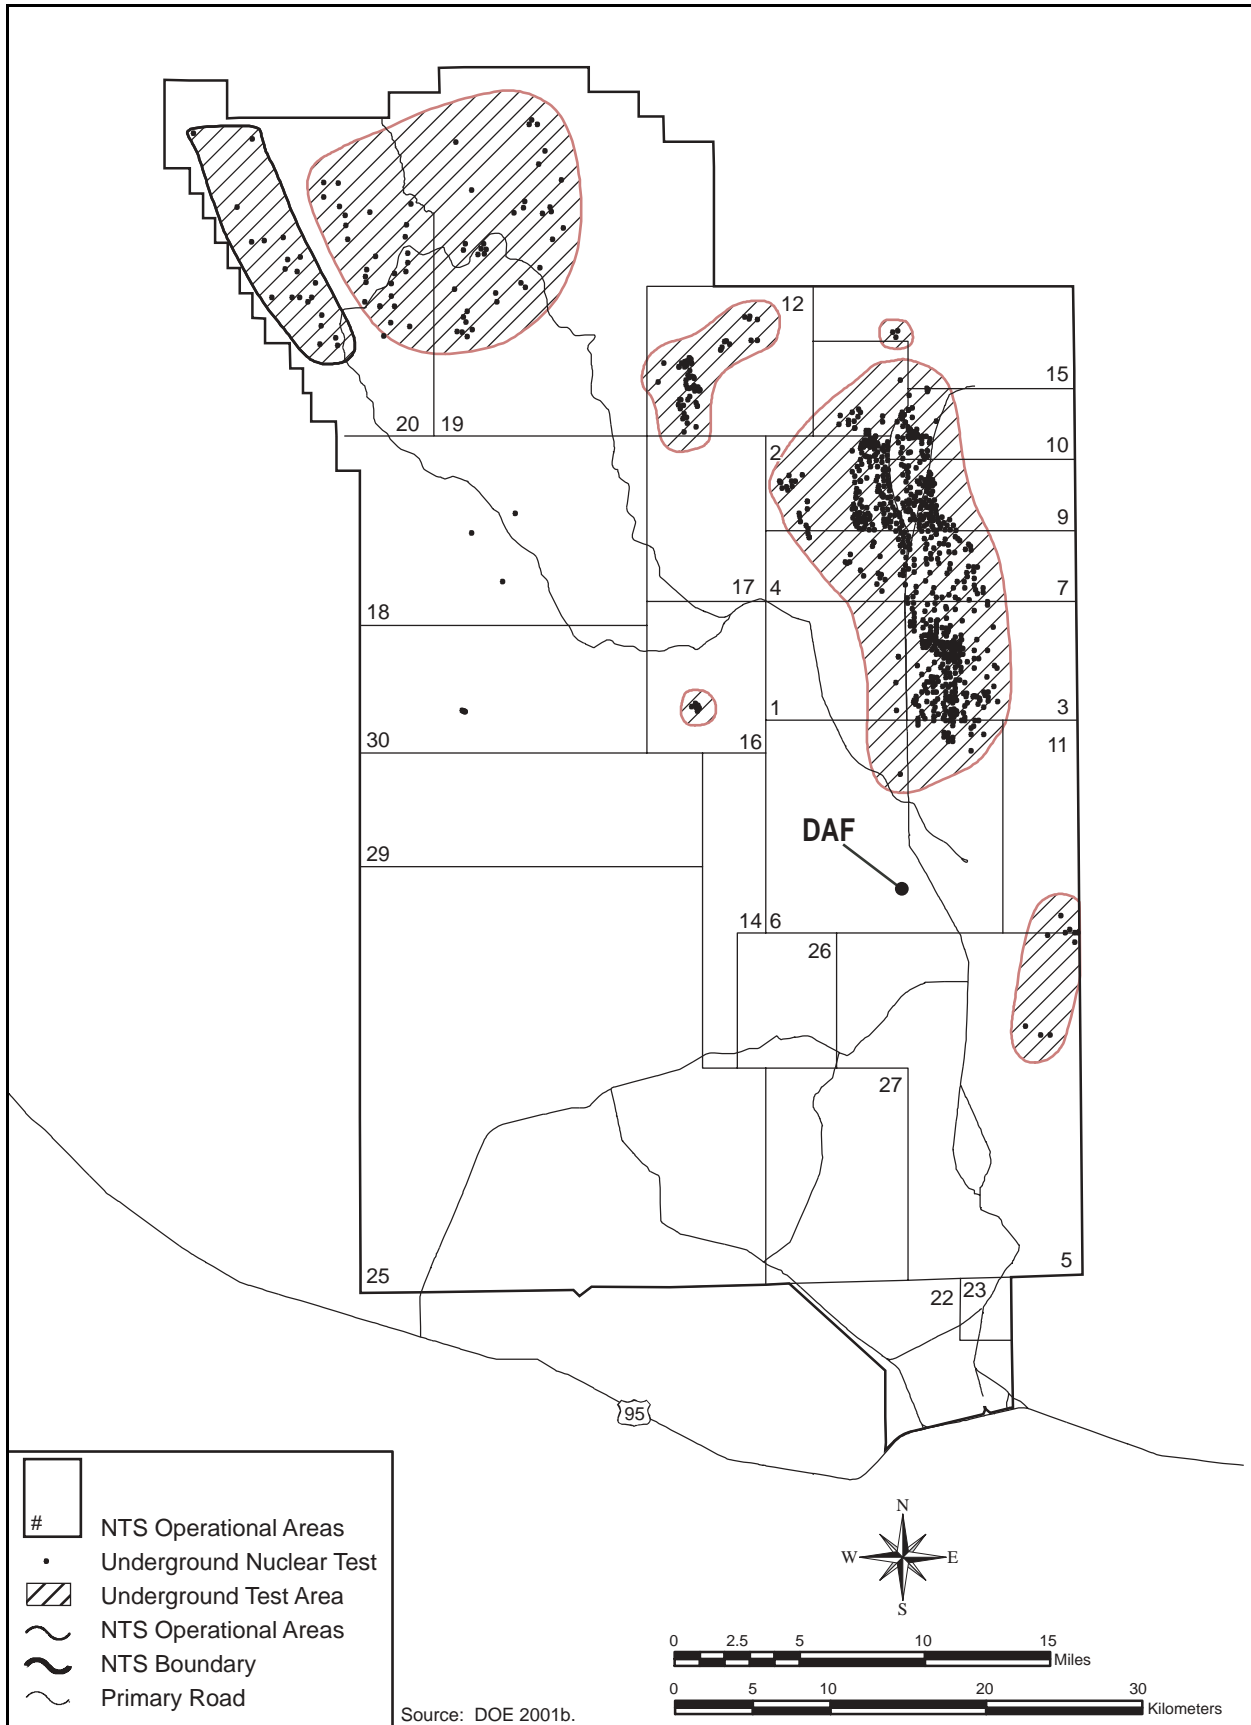 12
15
20 19
2
10
9
17 4
7
18
1
3
30
16
11
DAF
29
14 6
26
27
25
5
22 23
95
# NTS Operational Areas
Underground Nuclear Test
Underground Test Area
NTS Operational Areas
NTS Boundary
Primary Road
Source: DOE 2001b.
N
W E
S
0 2.5 5 10 15
Miles
0 5 10 20 30
Kilometers